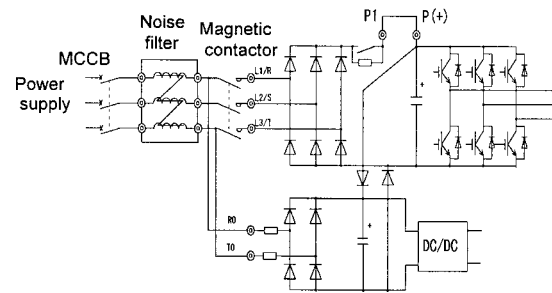 P1 P(+)
Noise
filter
Magnetic
contactor
MCCB
Power
supply
L1/R
L2/S
L3/T
+
R0
T0
+
DC/DC